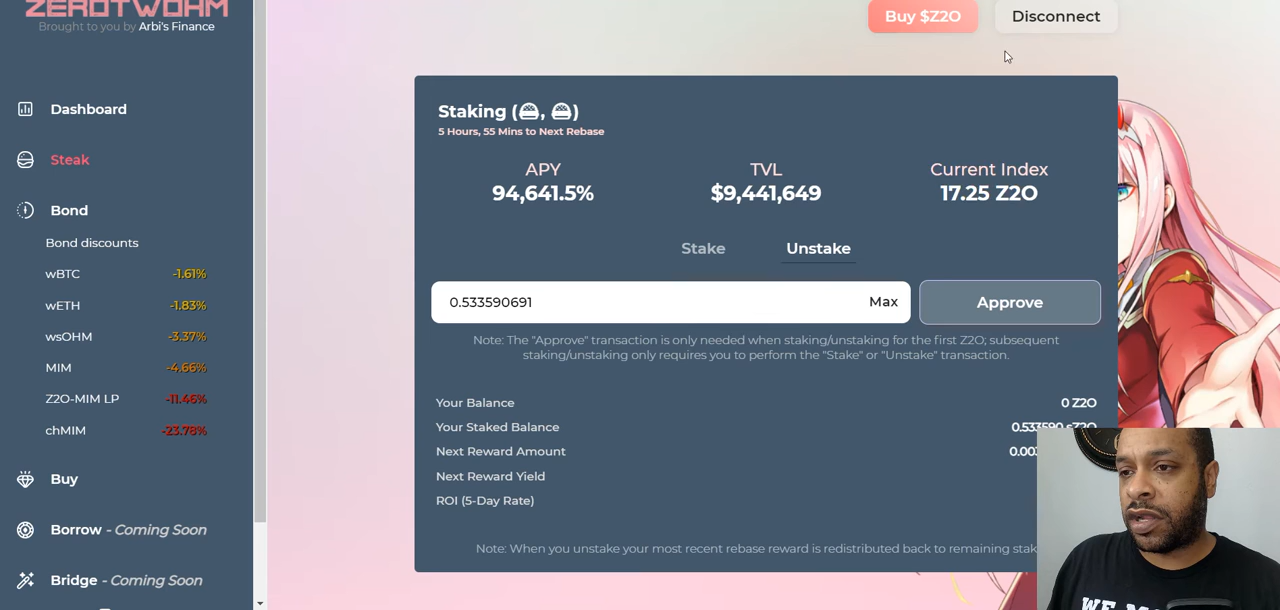 ZEROTWOHM
Brought to you by Arbi's Finance
Buy $Z2O
Disconnect
Dashboard
Steak
Bond
Bond discounts
wBTC -1.61%
wETH -1.83%
wsOHM -3.37%
MIM -4.66%
Z2O-MIM LP -11.46%
chMIM -23.78%
Buy
Borrow - Coming Soon
Bridge - Coming Soon
Staking (🍔, 🍔)
5 Hours, 55 Mins to Next Rebase
APY
94,641.5%
TVL
$9,441,649
Current Index
17.25 Z2O
Stake
Unstake
0.533590691
Max
Approve
Note: The "Approve" transaction is only needed when staking/unstaking for the first Z2O; subsequent
staking/unstaking only requires you to perform the "Stake" or "Unstake" transaction.
Your Balance 0 Z2O
Your Staked Balance 0.533590 sZ2O
Next Reward Amount 0.003
Next Reward Yield
ROI (5-Day Rate)
Note: When you unstake your most recent rebase reward is redistributed back to remaining
WE